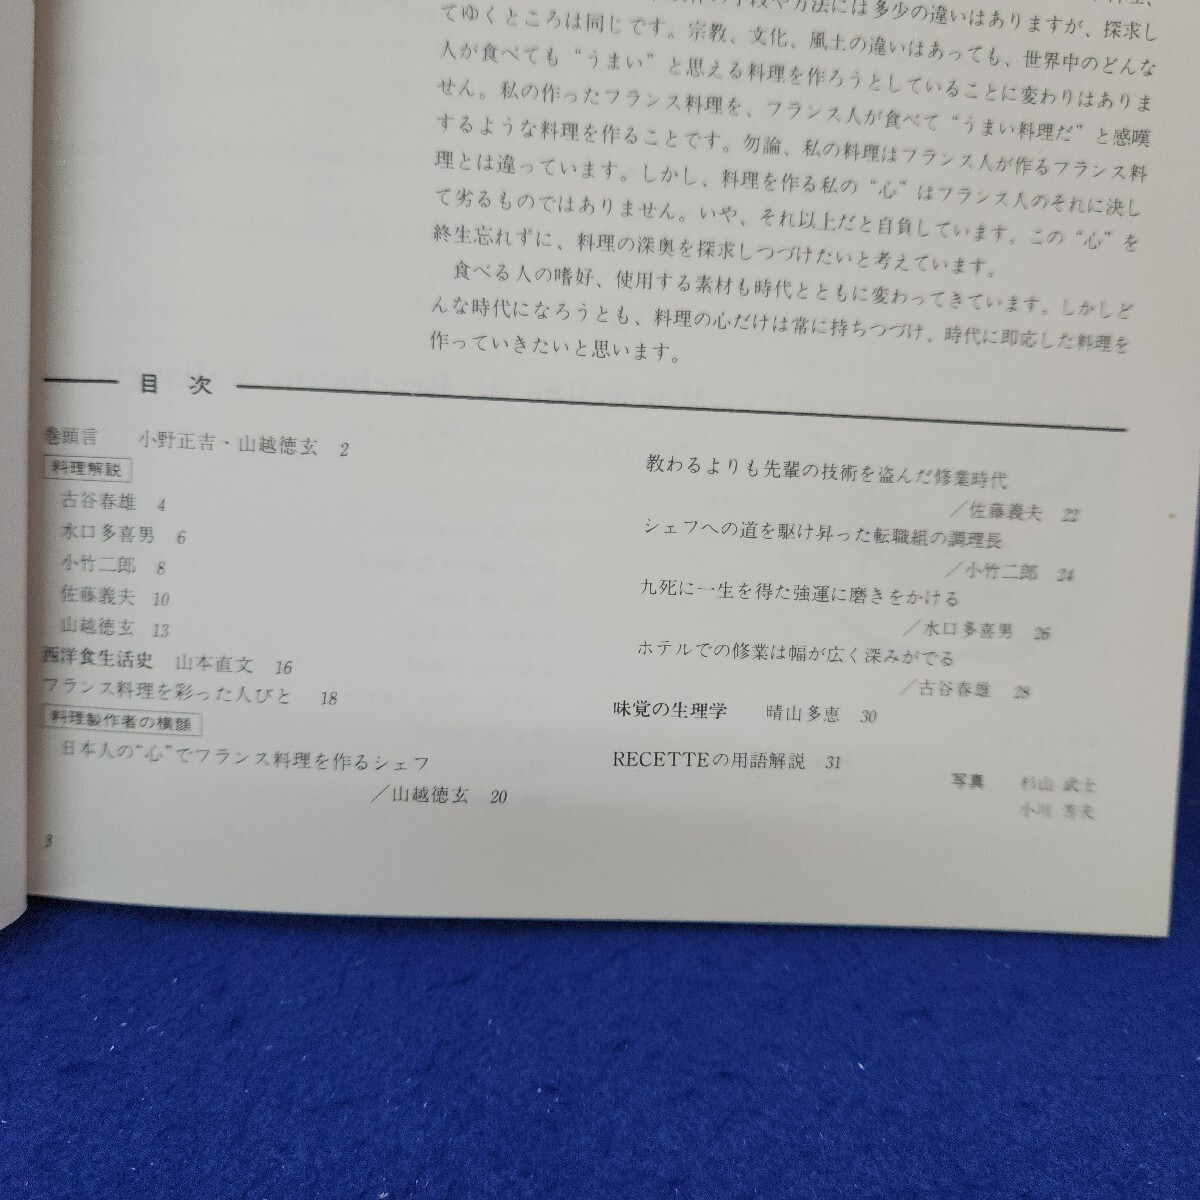 には多少の違いはありますが、探求し
てゆくところは同じです。宗教、文化、風土の違いはあっても、世界中のどんな
人が食べても“うまい”と思える料理を作ろうとしていることに変わりはありま
せん。私の作ったフランス料理を、フランス人が食べて“うまい料理だ”と感嘆
するような料理を作ることです。勿論、私の料理はフランス人が作るフランス料
理とは違っています。しかし、料理を作る私の“心”はフランス人のそれに決し
て劣るものではありません。いや、それ以上だと自負しています。この“心”を
終生忘れずに、料理の深奥を探求しつづけたいと考えています。
食べる人の嗜好、使用する素材も時代とともに変わってきています。しかしど
んな時代になろうとも、料理の心だけは常に持ちつづけ、時代に即応した料理を
作っていきたいと思います。
目 次
巻頭言 小野正吉・山越徳玄 2
料理解説
古谷春雄 4
水口多喜男 6
小竹二郎 8
佐藤義夫 10
山越徳玄 13
西洋食生活史 山本直文 16
フランス料理を彩った人びと 18
料理製作者の横顔
日本人の“心”でフランス料理を作るシェフ
／山越徳玄 20
教わるよりも先輩の技術を盗んだ修業時代
／佐藤義夫 22
シェフへの道を駆け昇った転職組の調理長
／小竹二郎 24
九死に一生を得た強運に磨きをかける
／水口多喜男 26
ホテルでの修業は幅が広く深みがでる
／古谷春雄 28
味覚の生理学 晴山多恵 30
RECETTEの用語解説 31
写真 杉山 武士
小川
3